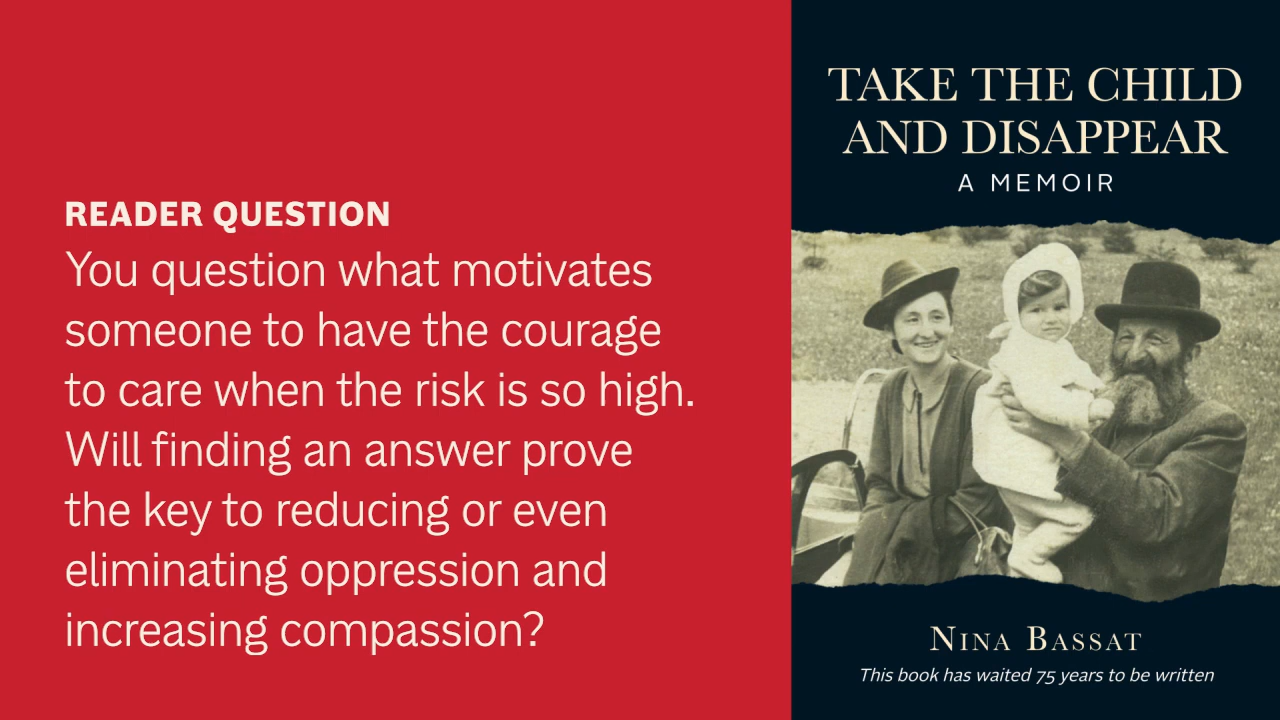 READER QUESTION
You question what motivates
someone to have the courage
to care when the risk is so high.
Will finding an answer prove
the key to reducing or even
eliminating oppression and
increasing compassion?
TAKE THE CHILD
AND DISAPPEAR
A MEMOIR
NINA BASSAT
This book has waited 75 years to be written